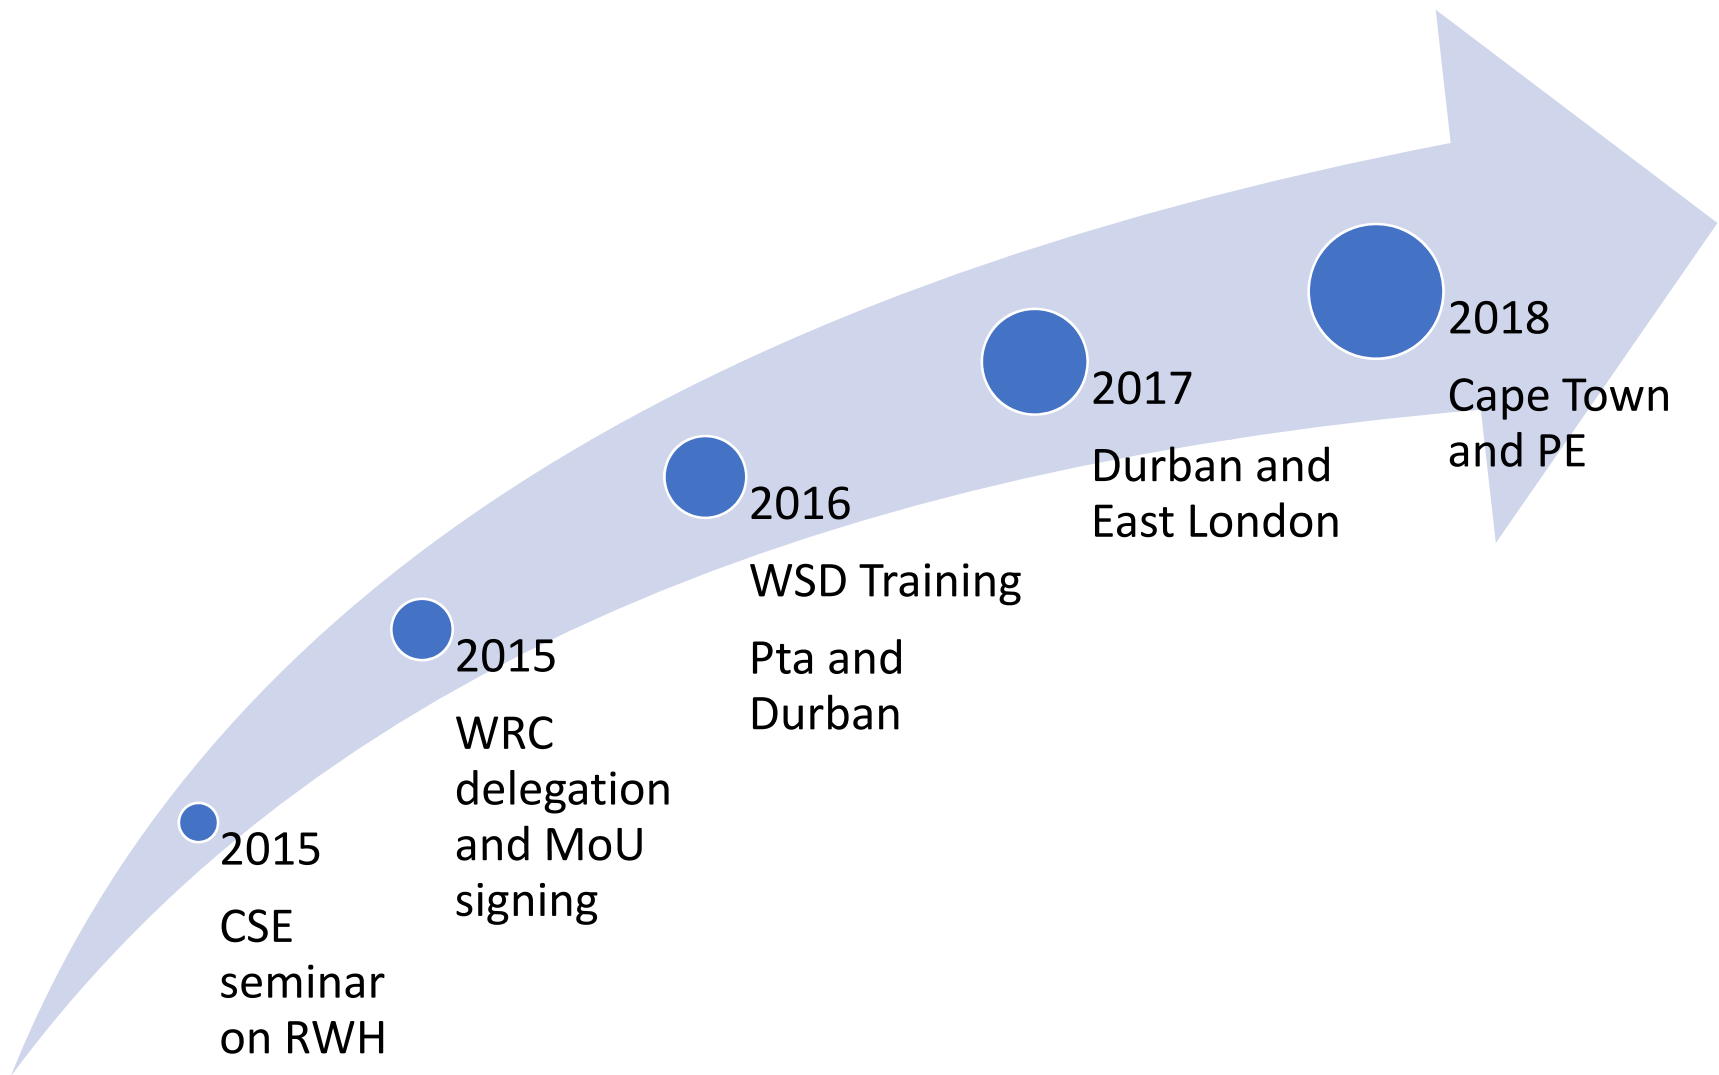 2015
CSE
seminar
on RWH
2015
WRC
delegation
and MoU
signing
2016
WSD Training
Pta and
Durban
2017
Durban and
East London
2018
Cape Town
and PE